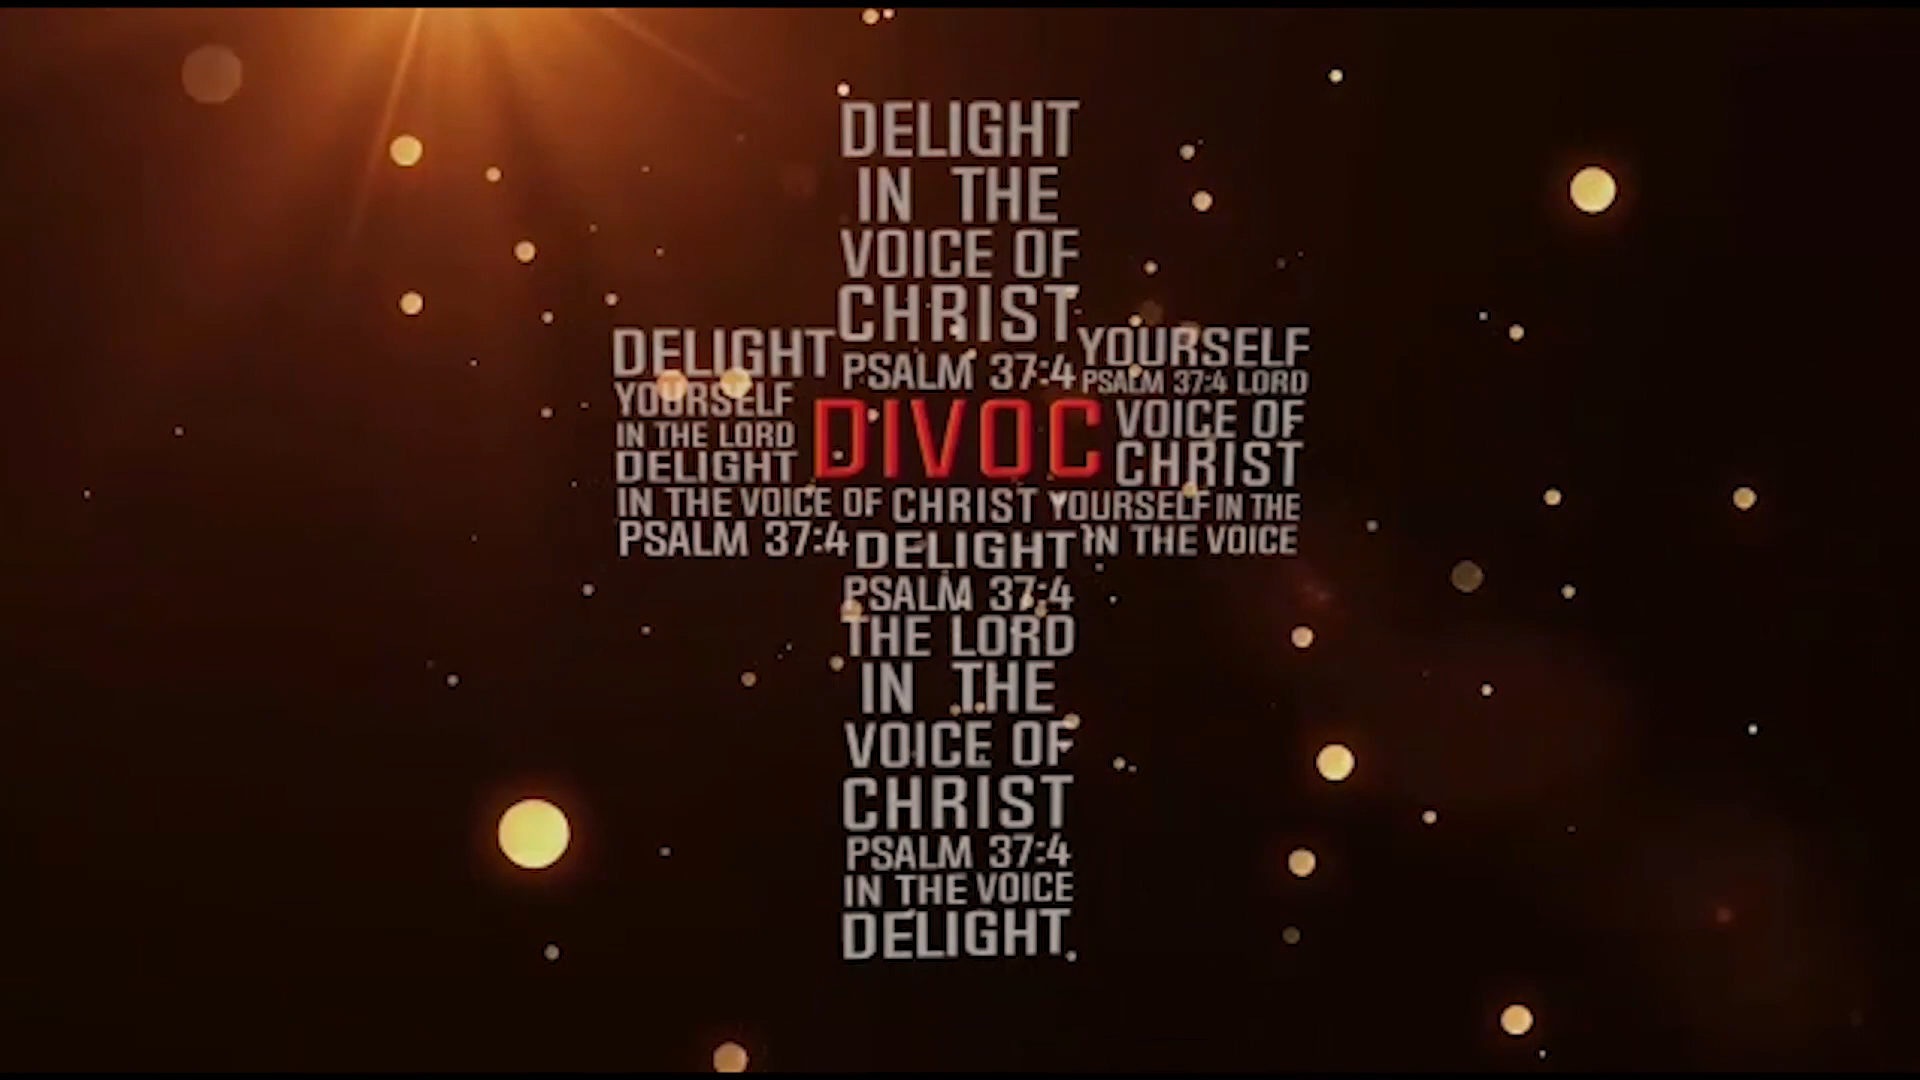 DELIGHT
IN THE
VOICE OF
CHRIST
PSALM 37:4
DELIGHT
YOURSELF
IN THE LORD
DELIGHT
DIVOC
YOURSELF
PSALM 37:4 LORD
VOICE OF
CHRIST
IN THE VOICE OF CHRIST YOURSELF IN THE
PSALM 37:4
DELIGHT
IN THE VOICE
PSALM 37:4
THE LORD
IN THE
VOICE OF
CHRIST
PSALM 37:4
IN THE VOICE
DELIGHT